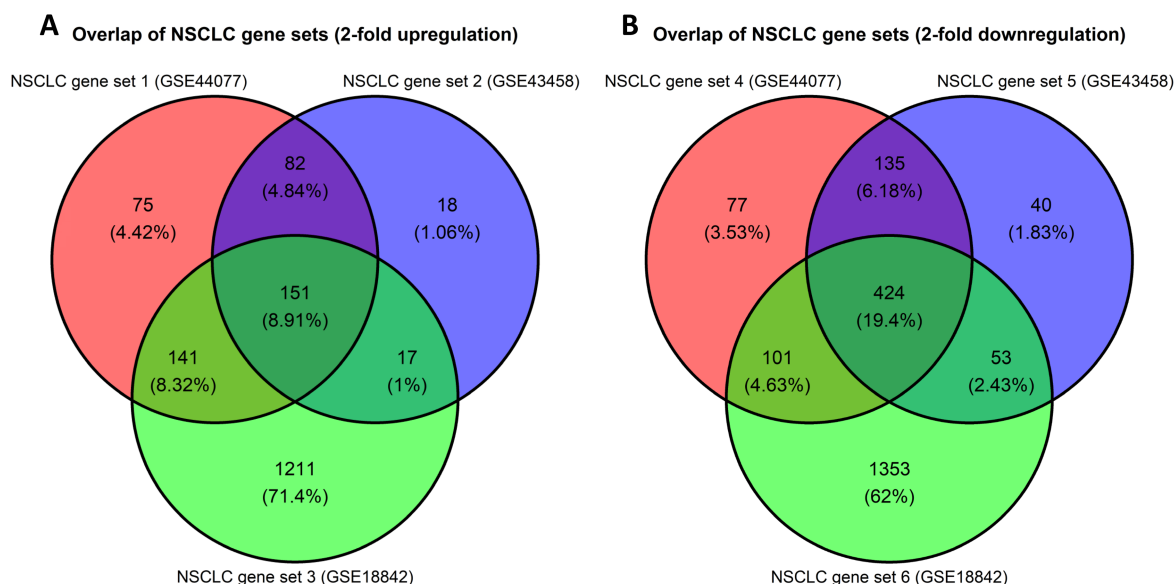 A
Overlap of NSCLC gene sets (2-fold upregulation)
NSCLC gene set 1 (GSE44077)
NSCLC gene set 2 (GSE43458)
82
(4.84%)
75
(4.42%)
18
(1.06%)
151
(8.91%)
141
(8.32%)
17
(1%)
1211
(71.4%)
NSCLC gene set 3 (GSE18842)
B
Overlap of NSCLC gene sets (2-fold downregulation)
NSCLC gene set 4 (GSE44077)
NSCLC gene set 5 (GSE43458)
135
(6.18%)
77
(3.53%)
40
(1.83%)
424
(19.4%)
101
(4.63%)
53
(2.43%)
1353
(62%)
NSCLC gene set 6 (GSE18842)